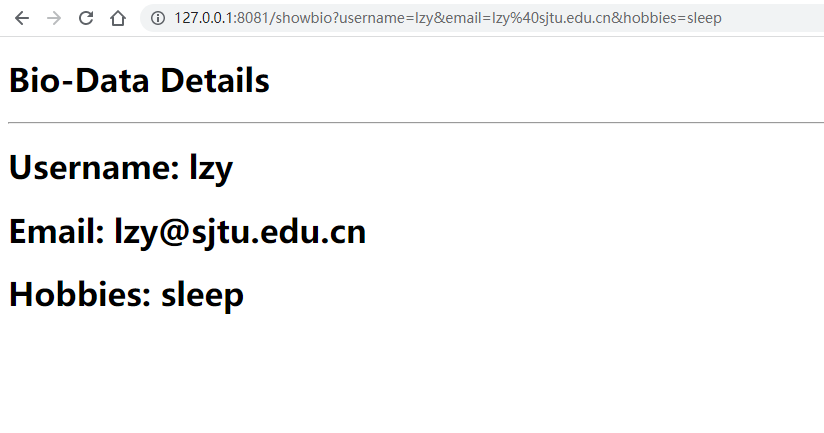 127.0.0.1:8081/showbio?username=lzy&email=lzy%40sjtu.edu.cn&hobbies=sleep
Bio-Data Details
Username: lzy
Email: lzy@sjtu.edu.cn
Hobbies: sleep